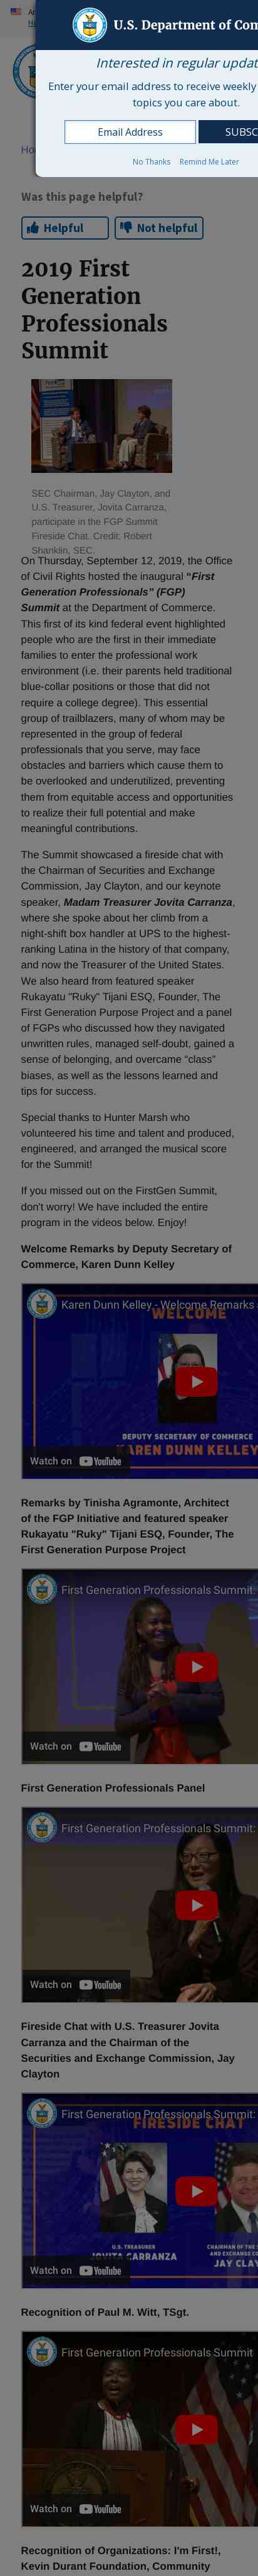 An
H
U.S. Department of Com
Interested in regular updat
Enter your email address to receive weekly
topics you care about.
Email Address
SUBSC
No Thanks Remind Me Later
Ho
Was this page helpful?
Helpful Not helpful
2019 First
Generation
Professionals
Summit
SEC Chairman, Jay Clayton, and
U.S. Treasurer, Jovita Carranza,
participate in the FGP Summit
Fireside Chat. Credit: Robert
Shanklin, SEC.
On Thursday, September 12, 2019, the Office
of Civil Rights hosted the inaugural “First
Generation Professionals” (FGP)
Summit at the Department of Commerce.
This first of its kind federal event highlighted
people who are the first in their immediate
families to enter the professional work
environment (i.e. their parents held traditional
blue-collar positions or those that did not
require a college degree). This essential
group of trailblazers, many of whom may be
represented in the group of federal
professionals that you serve, may face
obstacles and barriers which cause them to
be overlooked and underutilized, preventing
them from equitable access and opportunities
to realize their full potential and make
meaningful contributions.
The Summit showcased a fireside chat with
the Chairman of Securities and Exchange
Commission, Jay Clayton, and our keynote
speaker, Madam Treasurer Jovita Carranza,
where she spoke about her climb from a
night-shift box handler at UPS to the highest-
ranking Latina in the history of that company,
and now the Treasurer of the United States.
We also heard from featured speaker
Rukayatu "Ruky" Tijani ESQ, Founder, The
First Generation Purpose Project and a panel
of FGPs who discussed how they navigated
unwritten rules, managed self-doubt, gained a
sense of belonging, and overcame “class”
biases, as well as the lessons learned and
tips for success.
Special thanks to Hunter Marsh who
volunteered his time and talent and produced,
engineered, and arranged the musical score
for the Summit!
If you missed out on the FirstGen Summit,
don't worry! We have included the entire
program in the videos below. Enjoy!
Welcome Remarks by Deputy Secretary of
Commerce, Karen Dunn Kelley
Karen Dunn Kelley - Welcome Remarks
WELCOME
DEPUTY SECRETARY OF COMMERCE
KAREN DUNN KELLEY
Watch on YouTube
Remarks by Tinisha Agramonte, Architect
of the FGP Initiative and featured speaker
Rukayatu "Ruky" Tijani ESQ, Founder, The
First Generation Purpose Project
First Generation Professionals Summit:
Watch on YouTube
First Generation Professionals Panel
First Generation Professionals Summit:
Watch on YouTube
Fireside Chat with U.S. Treasurer Jovita
Carranza and the Chairman of the
Securities and Exchange Commission, Jay
Clayton
First Generation Professionals Summit:
FIRESIDE CHAT
U.S. TREASURER
JOVITA CARRANZA
CHAIRMAN OF THE
AND EXCHANGE
JAY CLAY
Watch on YouTube
Recognition of Paul M. Witt, TSgt.
First Generation Professionals Summit
Watch on YouTube
Recognition of Organizations: I'm First!,
Kevin Durant Foundation, Community